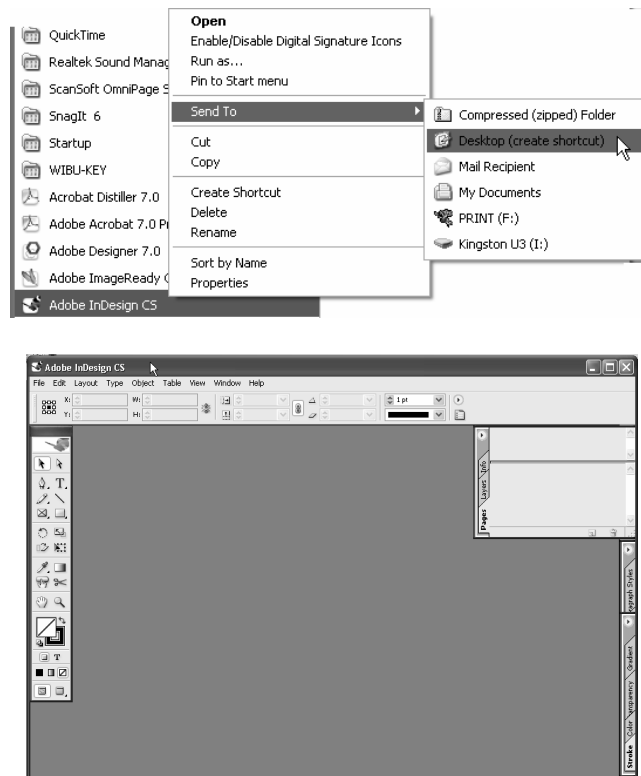 QuickTime
Realtek Sound Manag
ScanSoft OmniPage S
SnagIt 6
Startup
WIBU-KEY
Acrobat Distiller 7.0
Adobe Acrobat 7.0 P
Adobe Designer 7.0
Adobe ImageReady C
Adobe InDesign CS
Open
Enable/Disable Digital Signature Icons
Run as...
Pin to Start menu
Send To
Cut
Copy
Create Shortcut
Delete
Rename
Sort by Name
Properties
Compressed (zipped) Folder
Desktop (create shortcut)
Mail Recipient
My Documents
PRINT (F:)
Kingston U3 (I:)
Adobe InDesign CS
File Edit Layout Type Object Table View Window Help
X: W: 1 pt
Y: H:
T
T
Pages Layers Info
Stroke Color Gradient